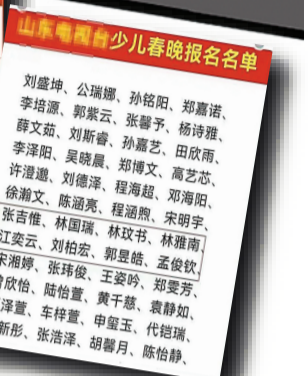 山东电视台少儿春晚报名名单
刘盛坤、公瑞娜、孙铭阳、郑嘉诺、
李培源、郭紫云、张馨予、杨诗雅、
薛文茹、刘斯睿、孙嘉艺、田欣雨、
李泽阳、吴晓晨、郑博文、高艺芯、
许澄邈、刘德泽、程海超、邓海阳、
徐瀚文、陈涵亮、程涵煦、宋明宇、
张吉惟、林国瑞、林玟书、林雅南
江奕云、刘柏宏、郭昱皓、孟俊钦
宋湘婷、张玮俊、王姿吟、郑雯芳、
欣怡、陆怡萱、黄千慈、袁静如、
泽萱、车梓萱、申玺玉、代铠瑞、
新彤、张浩泽、胡馨月、陈怡静、